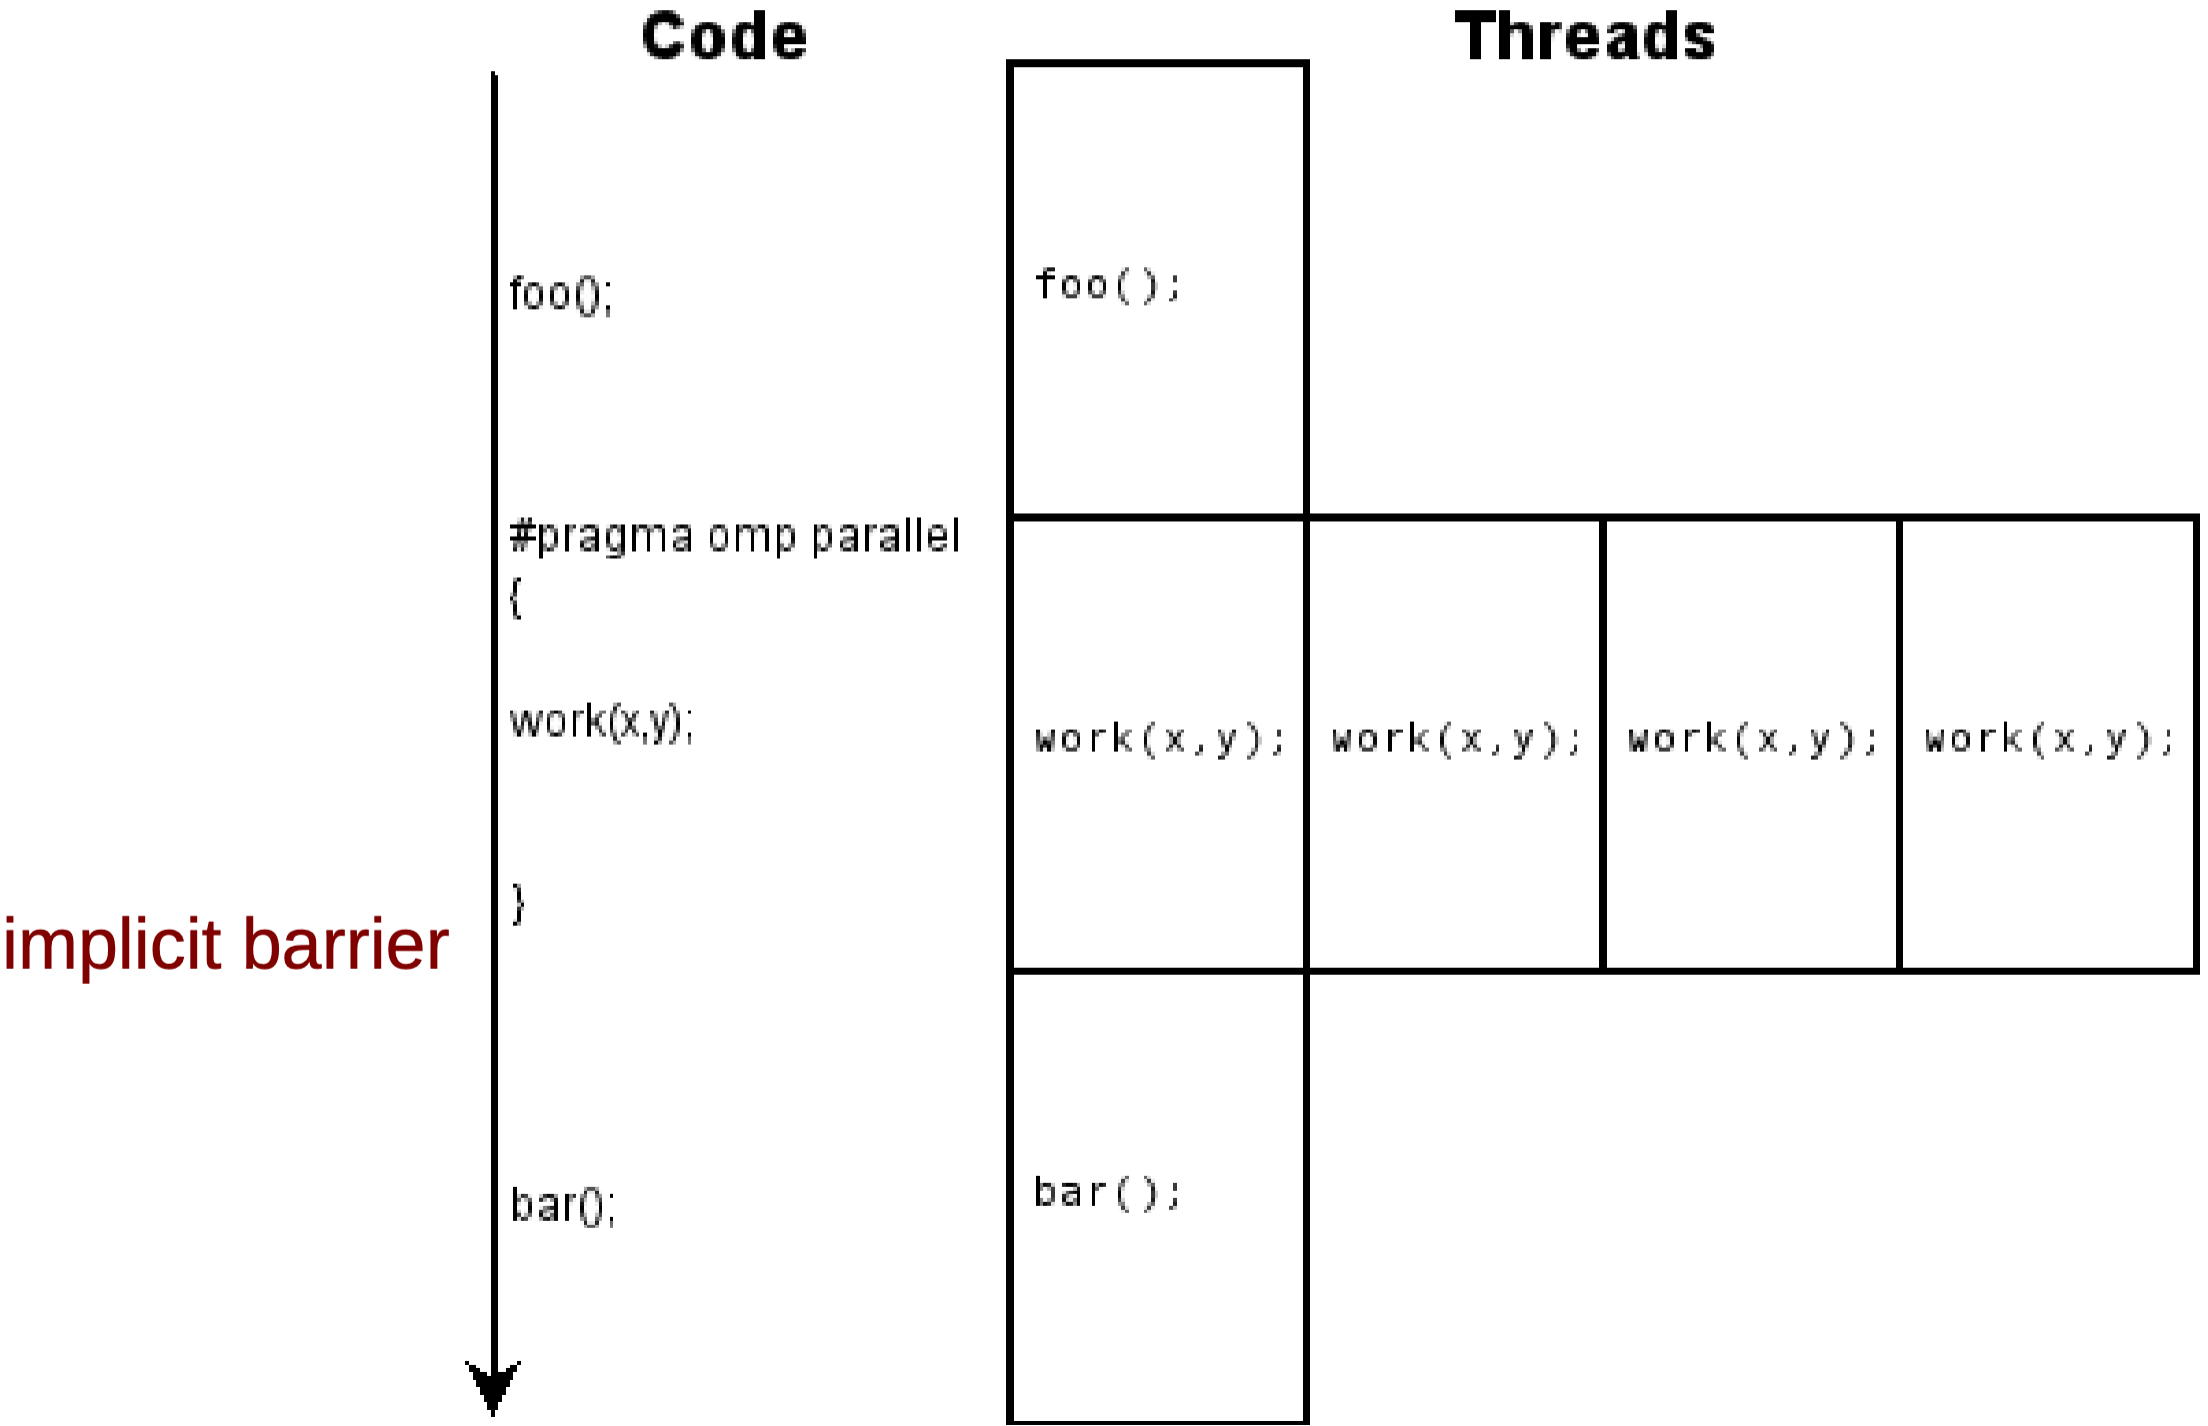 Code
Threads
foo();
foo();
#pragma omp parallel
{
work(x,y);
work(x,y);
work(x,y);
work(x,y);
work(x,y);
}
implicit barrier
bar();
bar();